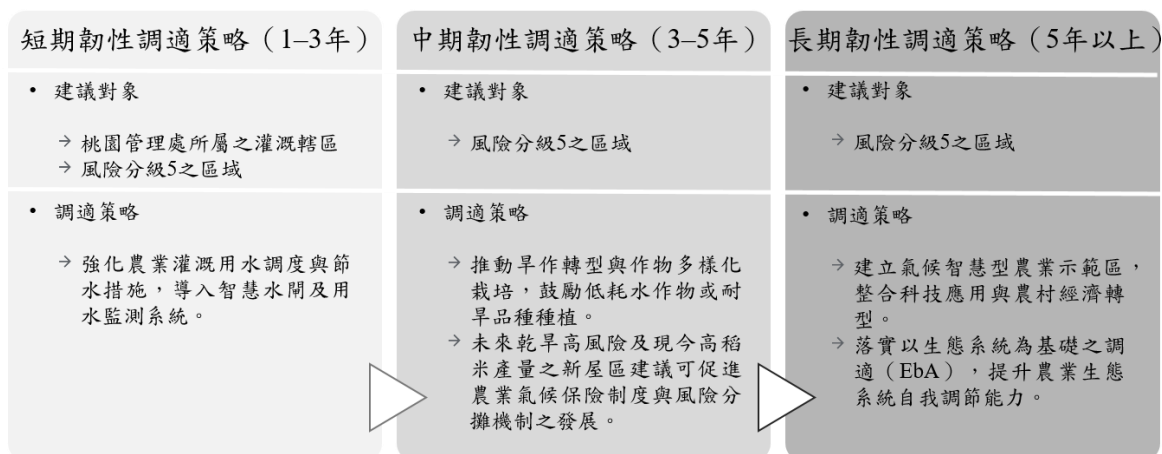 短期韌性調適策略（1–3年）
• 建議對象
→ 桃園管理處所屬之灌溉轄區
→ 風險分級5之區域
• 調適策略
→ 強化農業灌溉用水調度與節
水措施，導入智慧水閘及用
水監測系統。
中期韌性調適策略（3–5年）
• 建議對象
→ 風險分級5之區域
• 調適策略
→ 推動旱作轉型與作物多樣化
栽培，鼓勵低耗水作物或耐
旱品種種植。
→ 未來乾旱高風險及現今高稻
米產量之新屋區建議可促進
農業氣候保險制度與風險分
攤機制之發展。
長期韌性調適策略（5年以上）
• 建議對象
→ 風險分級5之區域
• 調適策略
→ 建立氣候智慧型農業示範區，
整合科技應用與農村經濟轉
型。
→ 落實以生態系統為基礎之調
適（EbA），提升農業生態
系統自我調節能力。